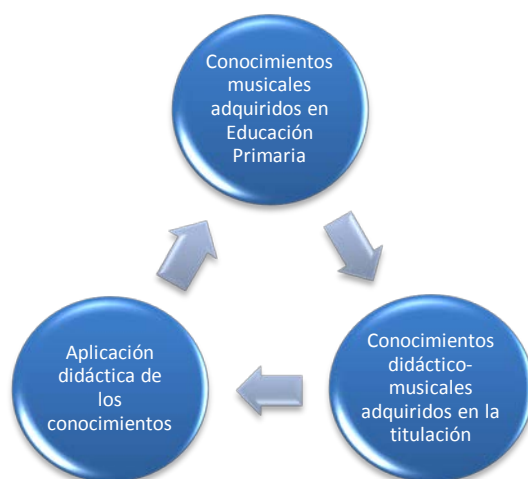 Conocimientos
musicales
adquiridos en
Educación
Primaria
Conocimientos
didáctico-
musicales
adquiridos en la
titulación
Aplicación
didáctica de
los
conocimientos